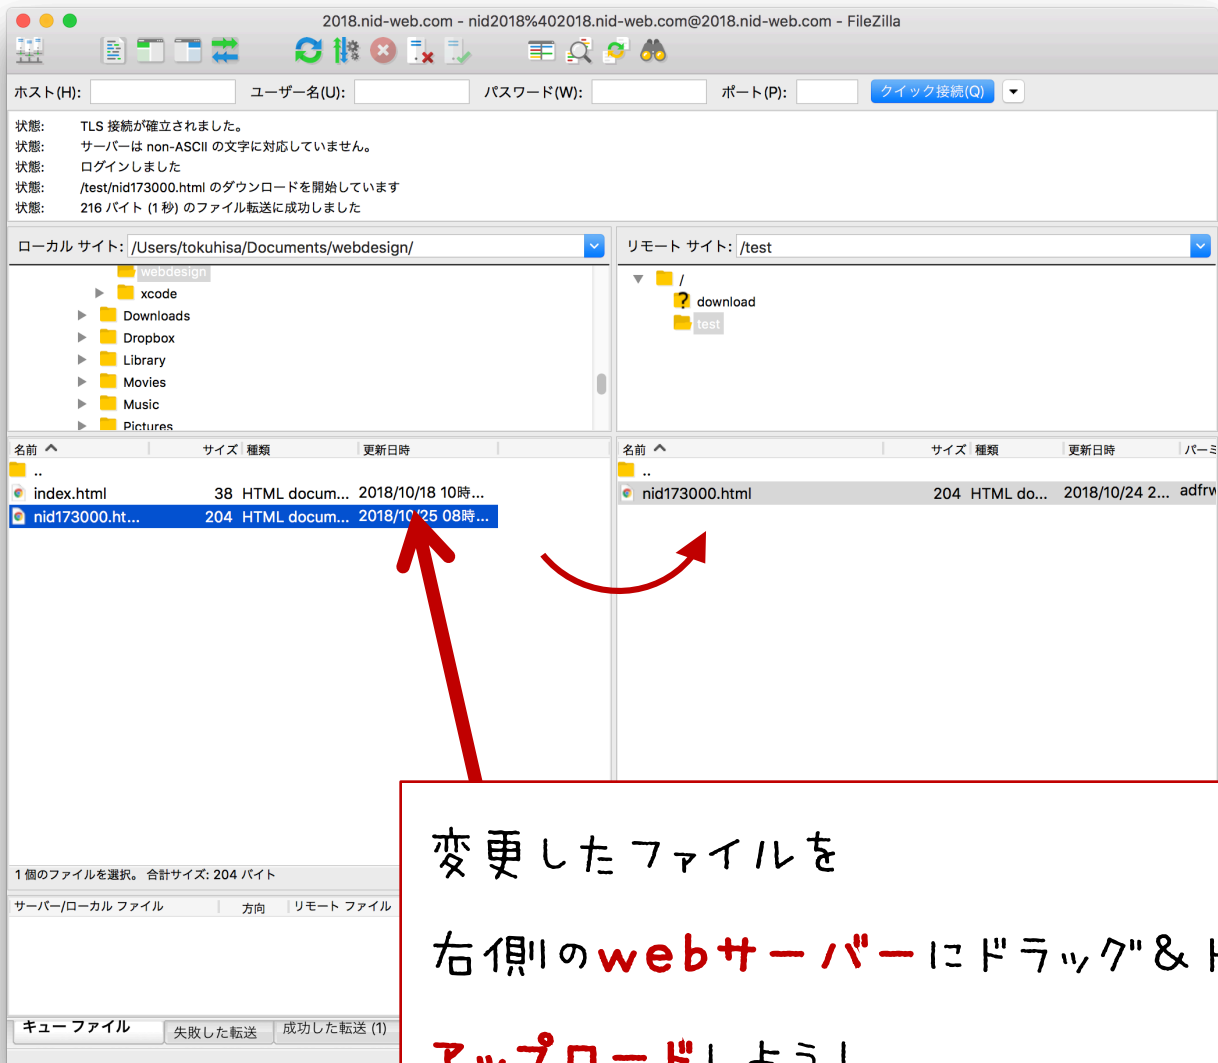 2018.nid-web.com - nid2018%402018.nid-web.com@2018.nid-web.com - FileZilla
ホスト(H): ユーザー名(U): パスワード(W): ポート(P): クイック接続(Q)
状態: TLS 接続が確立されました。
状態: サーバーは non-ASCII の文字に対応していません。
状態: ログインしました
状態: /test/nid173000.html のダウンロードを開始しています
状態: 216 バイト (1 秒) のファイル転送に成功しました
ローカル サイト: /Users/tokuhisa/Documents/webdesign/
webdesign
xcode
Downloads
Dropbox
Library
Movies
Music
Pictures
リモート サイト: /test
/
? download
test
名前 サイズ 種類 更新日時
..
index.html 38 HTML docum... 2018/10/18 10時...
nid173000.ht... 204 HTML docum... 2018/10/25 08時...
名前 サイズ 種類 更新日時 パーミ
..
nid173000.html 204 HTML do... 2018/10/24 2... adfrw
1 個のファイルを選択。 合計サイズ: 204 バイト
サーバー/ローカル ファイル 方向 リモート ファイル
キュー ファイル 失敗した転送 成功した転送 (1)
変更したファイルを
右側のwebサーバーにドラッグ&ド
アップロードしよう!